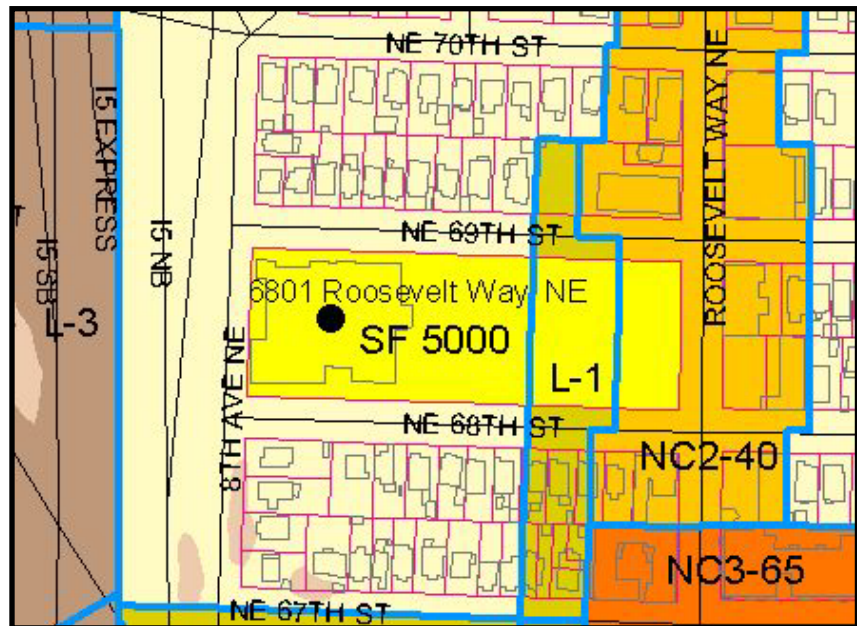 NE 70TH ST
I5 EXPRESS
ROOSEVELT WAY NE
I5 SB
I5 NB
NE 69TH ST
6801 Roosevelt Way NE
L-3
SF 5000
L-1
8TH AVE NE
NE 68TH ST
NC2-40
NC3-65
NE 67TH ST